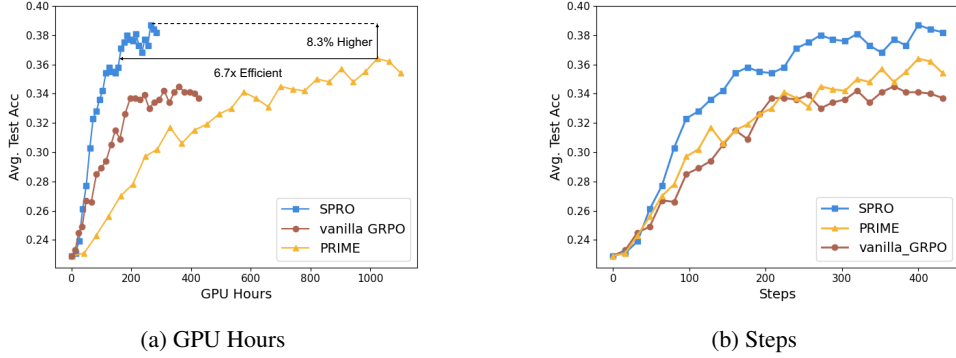 0.38
0.36
0.34
0.32
0.30
0.28
0.26
0.24
Avg. Test Acc
8.3% Higher
6.7x Efficient
SPRO
vanilla GRPO
PRIME
0
200
400
600
800
1000
GPU Hours
(a) GPU Hours
0.40
0.38
0.36
0.34
0.32
0.30
0.28
0.26
0.24
Avg. Test Acc
SPRO
PRIME
vanilla_GRPO
0
100
200
300
400
Steps
(b) Steps